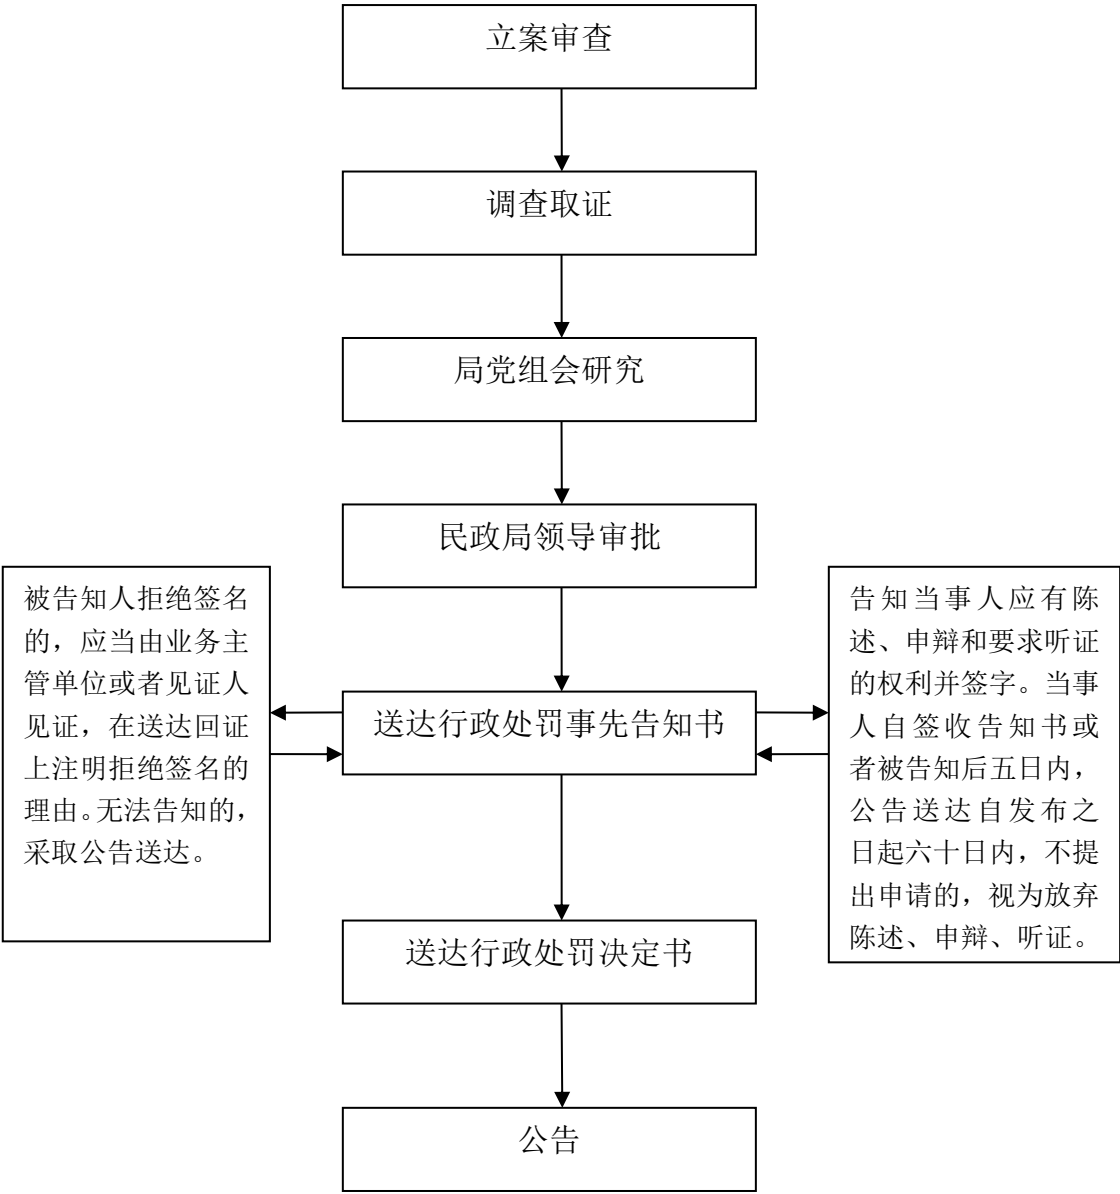 立案审查
调查取证
局党组会研究
民政局领导审批
被告知人拒绝签名
的，应当由业务主
管单位或者见证人
见证，在送达回证
上注明拒绝签名的
理由。无法告知的，
采取公告送达。
送达行政处罚事先告知书
告知当事人应有陈
述、申辩和要求听证
的权利并签字。当事
人自签收告知书或
者被告知后五日内，
公告送达自发布之
日起六十日内，不提
出申请的，视为放弃
陈述、申辩、听证。
送达行政处罚决定书
公告